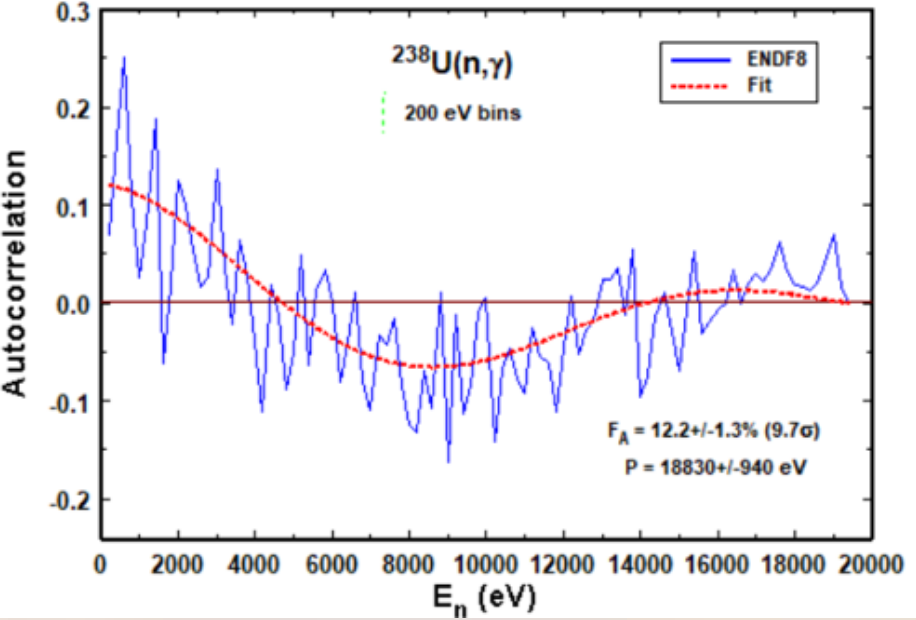 0.3
0.2
0.1
0.0
-0.1
-0.2
Autocorrelation
²³⁸U(n,γ)
200 eV bins
ENDF8
Fit
F_A = 12.2+/-1.3% (9.7σ)
P = 18830+/-940 eV
0 2000 4000 6000 8000 10000 12000 14000 16000 18000 20000
E_n (eV)